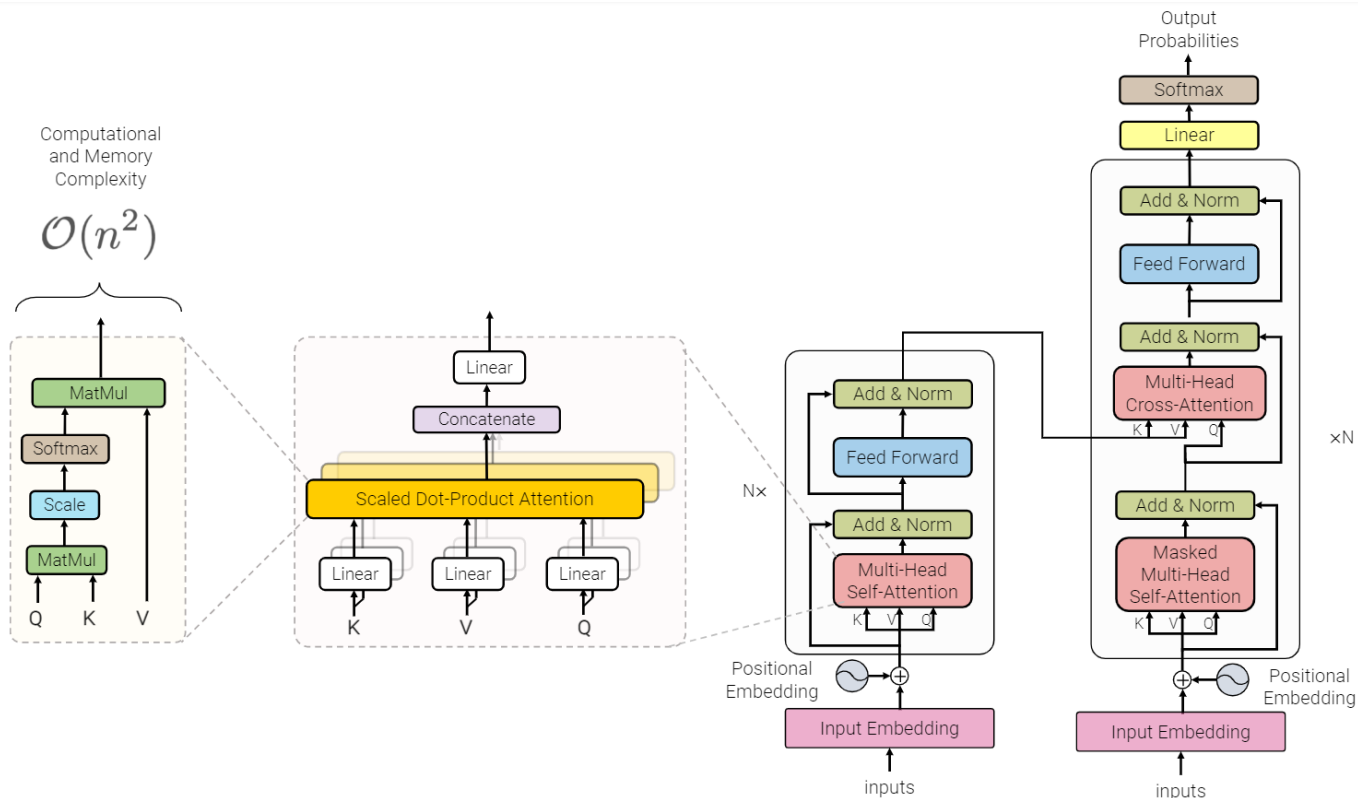 Computational
and Memory
Complexity
𝒪(n²)
MatMul
Softmax
Scale
MatMul
Q
K
V
Linear
Concatenate
Scaled Dot-Product Attention
Linear
Linear
Linear
K
V
Q
N×
Add & Norm
Feed Forward
Add & Norm
Multi-Head
Self-Attention
K
V
Q
Positional
Embedding
Input Embedding
inputs
Output
Probabilities
Softmax
Linear
Add & Norm
Feed Forward
Add & Norm
Multi-Head
Cross-Attention
K
V
Q
×N
Add & Norm
Masked
Multi-Head
Self-Attention
K
V
Q
Positional
Embedding
Input Embedding
inputs